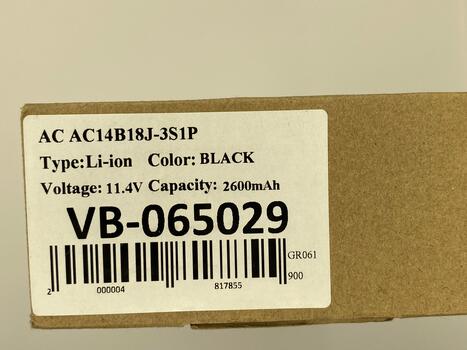 AC AC14B18J-3S1P
Type:Li-ion Color: BLACK
Voltage: 11.4V Capacity: 2600mAh
VB-065029
GR061
900
2 000004 817855